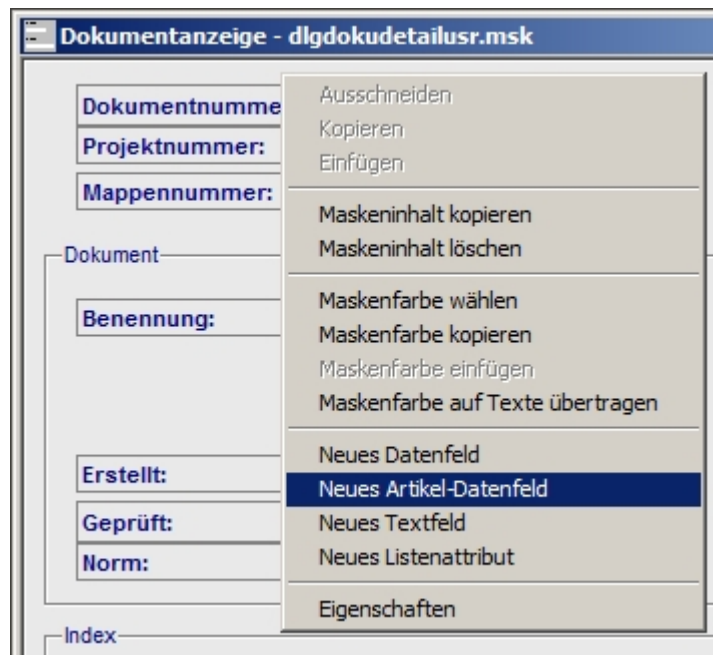 Dokumentanzeige - dlgdokudetailusr.msk
Dokumentnumme
Projektnummer:
Mappennummer:
Dokument
Benennung:
Erstellt:
Geprüft:
Norm:
Index
Ausschneiden
Kopieren
Einfügen
Maskeninhalt kopieren
Maskeninhalt löschen
Maskenfarbe wählen
Maskenfarbe kopieren
Maskenfarbe einfügen
Maskenfarbe auf Texte übertragen
Neues Datenfeld
Neues Artikel-Datenfeld
Neues Textfeld
Neues Listenattribut
Eigenschaften